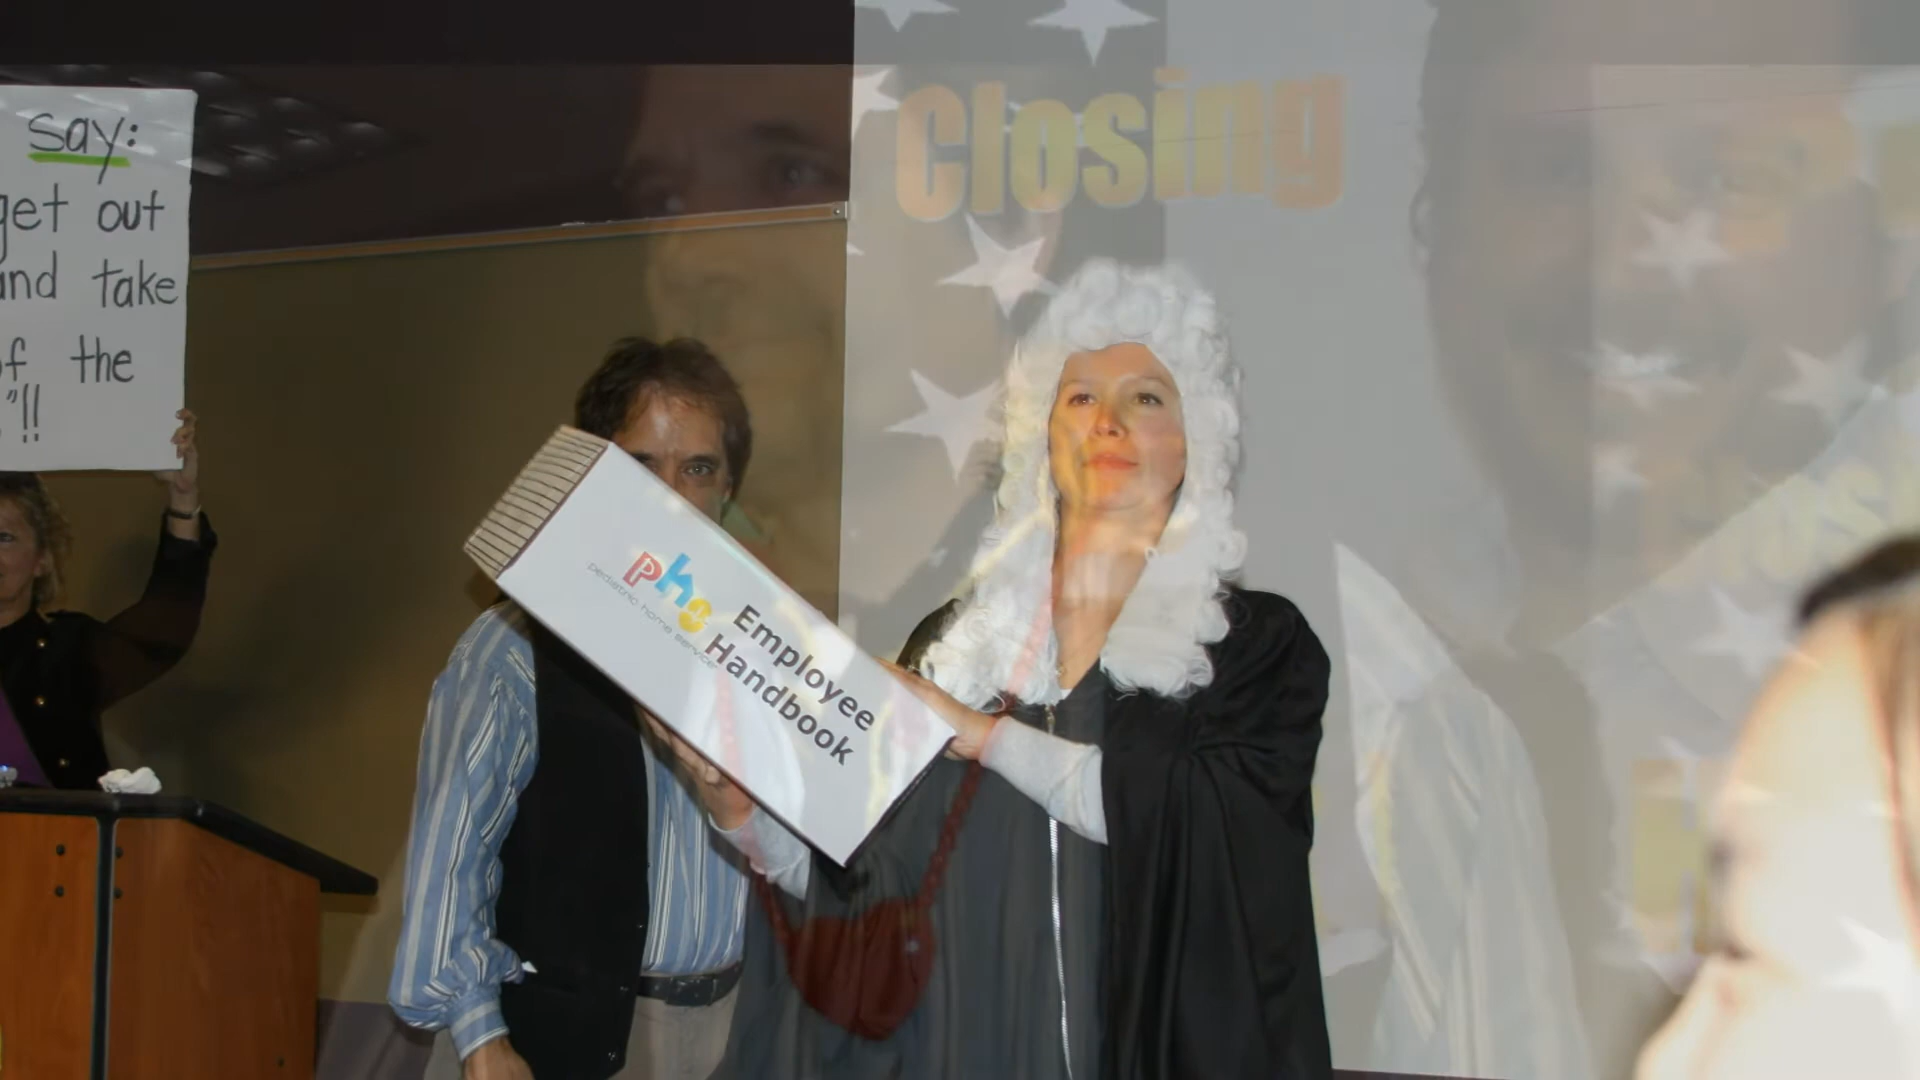 say:
get out
and take
of the
"!!
Closing
pho
pediatric home service
Employee
Handbook